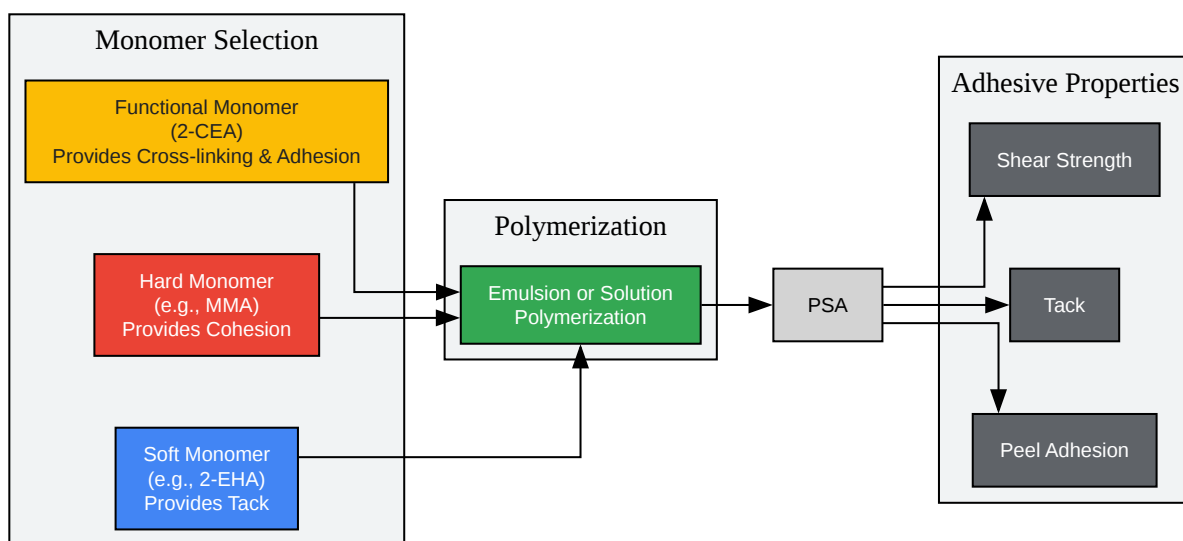 Monomer Selection
Functional Monomer
(2-CEA)
Provides Cross-linking & Adhesion
Hard Monomer
(e.g., MMA)
Provides Cohesion
Soft Monomer
(e.g., 2-EHA)
Provides Tack
Polymerization
Emulsion or Solution
Polymerization
PSA
Adhesive Properties
Shear Strength
Tack
Peel Adhesion